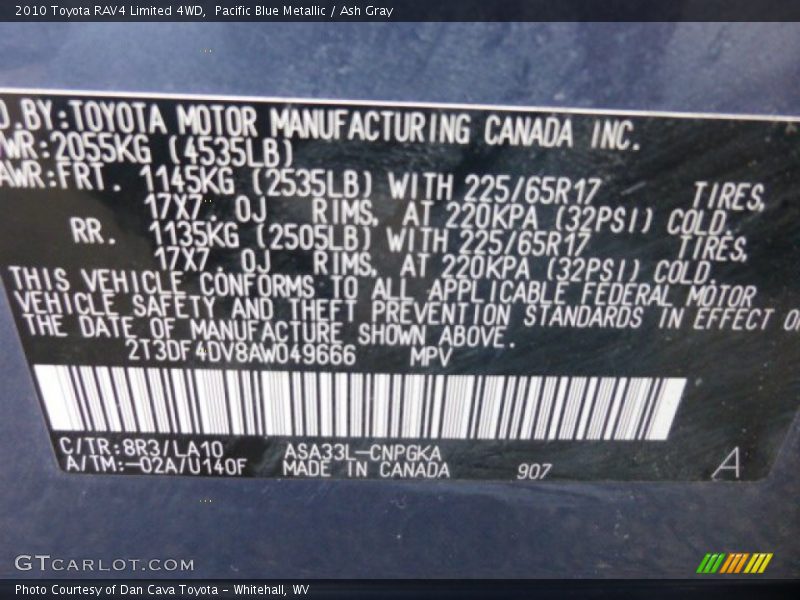 2010 Toyota RAV4 Limited 4WD,  Pacific Blue Metallic / Ash Gray
BY:TOYOTA MOTOR MANUFACTURING CANADA INC.
WR:2055KG (4535LB)
AWR:FRT. 1145KG (2535LB) WITH 225/65R17 TIRES,
17X7.0J RIMS, AT 220KPA (32PSI) COLD.
RR. 1135KG (2505LB) WITH 225/65R17 TIRES,
17X7.0J RIMS, AT 220KPA (32PSI) COLD.
THIS VEHICLE CONFORMS TO ALL APPLICABLE FEDERAL MOTOR
VEHICLE SAFETY AND THEFT PREVENTION STANDARDS IN EFFECT
THE DATE OF MANUFACTURE SHOWN ABOVE.
2T3DF4DV8AW049666 MPV
C/TR:8R3/LA10 ASA33L-CNPGKA
A/TM:-02A/U140F MADE IN CANADA 907 A
GTCARLOT.COM
Photo Courtesy of Dan Cava Toyota - Whitehall, WV